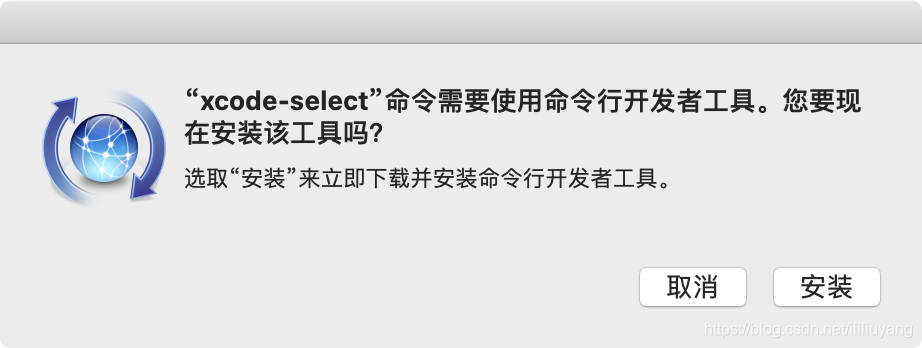 “xcode-select”命令需要使用命令行开发者工具。您要现
在安装该工具吗?
选取“安装”来立即下载并安装命令行开发者工具。
取消
安装
https://blog.csdn.net/iiiliuyang